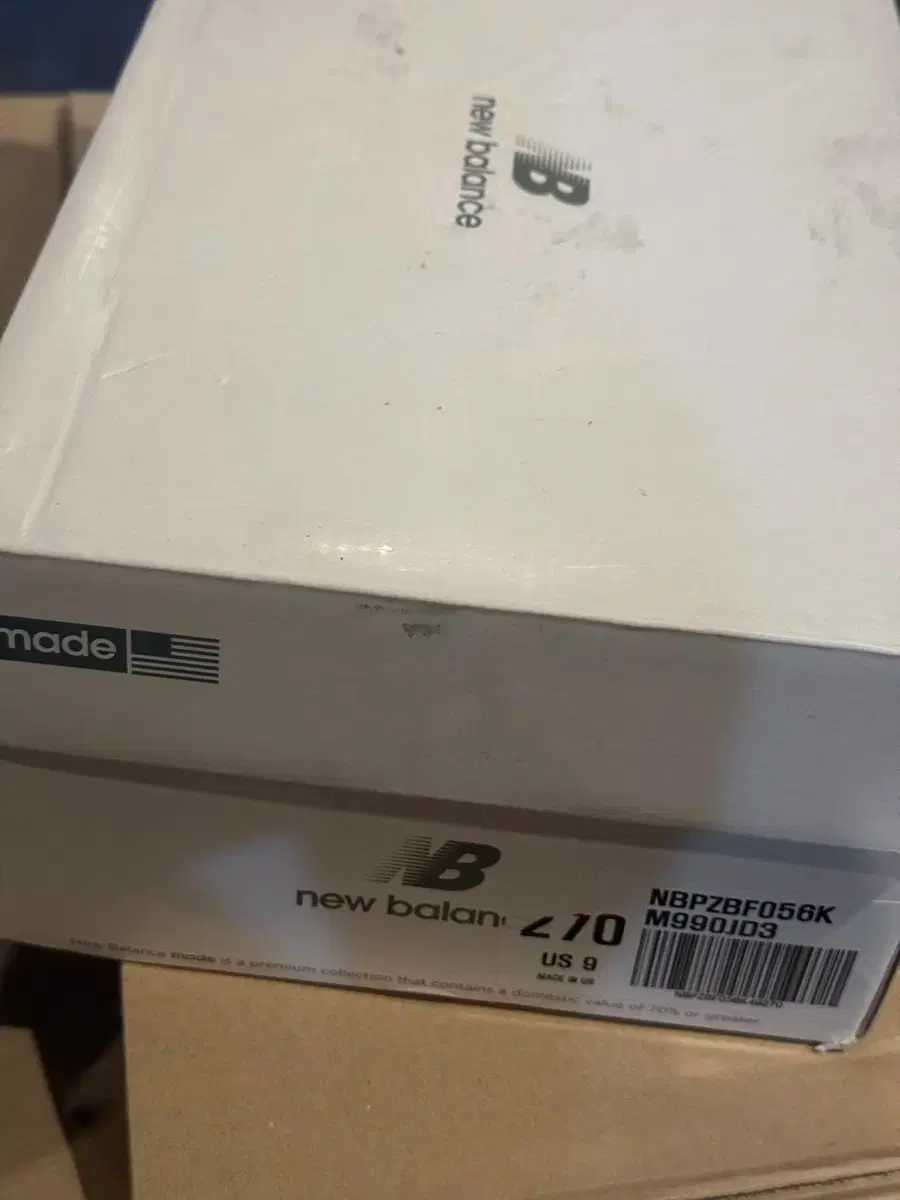 new balance
made
new balan
270
US 9
MADE IN US
NBPZBF056K
M990JD3
New Balance made is a premium collection that contains a domestic value of 70% or greater